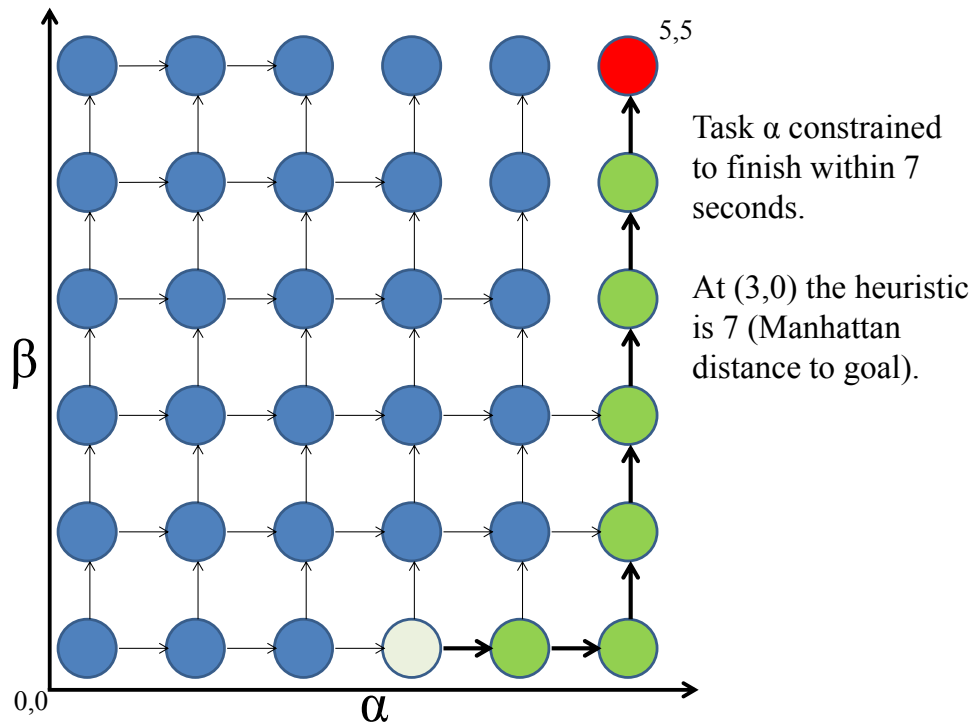 5,5
Task α constrained
to finish within 7
seconds.
At (3,0) the heuristic
is 7 (Manhattan
distance to goal).
β
0,0
α